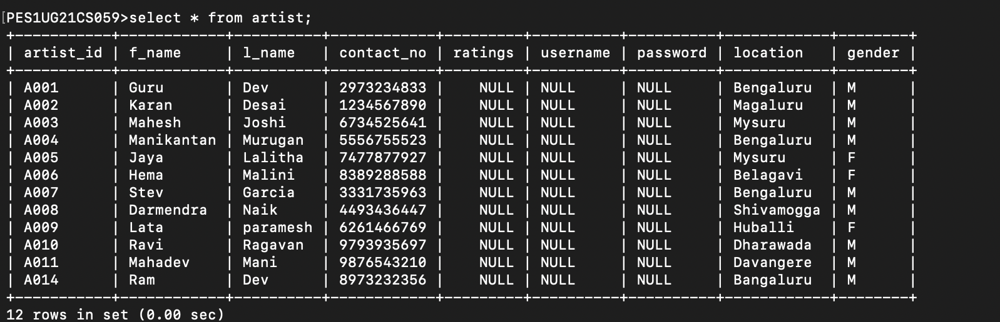 [PES1UG21CS059>select * from artist;
+-----------+------------+----------+------------+---------+----------+----------+------------+--------+
| artist_id | f_name     | l_name   | contact_no | ratings | username | password | location   | gender |
+-----------+------------+----------+------------+---------+----------+----------+------------+--------+
| A001      | Guru       | Dev      | 2973234833 |    NULL | NULL     | NULL     | Bengaluru  | M      |
| A002      | Karan      | Desai    | 1234567890 |    NULL | NULL     | NULL     | Magaluru   | M      |
| A003      | Mahesh     | Joshi    | 6734525641 |    NULL | NULL     | NULL     | Mysuru     | M      |
| A004      | Manikantan | Murugan  | 5556755523 |    NULL | NULL     | NULL     | Bengaluru  | M      |
| A005      | Jaya       | Lalitha  | 7477877927 |    NULL | NULL     | NULL     | Mysuru     | F      |
| A006      | Hema       | Malini   | 8389288588 |    NULL | NULL     | NULL     | Belagavi   | F      |
| A007      | Stev       | Garcia   | 3331735963 |    NULL | NULL     | NULL     | Bengaluru  | M      |
| A008      | Darmendra  | Naik     | 4493436447 |    NULL | NULL     | NULL     | Shivamogga | M      |
| A009      | Lata       | paramesh | 6261466769 |    NULL | NULL     | NULL     | Huballi    | F      |
| A010      | Ravi       | Ragavan  | 9793935697 |    NULL | NULL     | NULL     | Dharawada  | M      |
| A011      | Mahadev    | Mani     | 9876543210 |    NULL | NULL     | NULL     | Davangere  | M      |
| A014      | Ram        | Dev      | 8973232356 |    NULL | NULL     | NULL     | Bangaluru  | M      |
+-----------+------------+----------+------------+---------+----------+----------+------------+--------+
12 rows in set (0.00 sec)